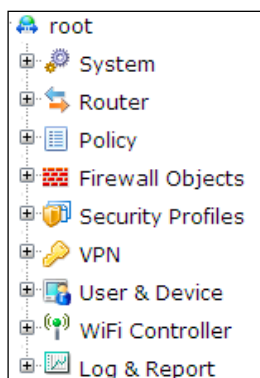 root
System
Router
Policy
Firewall Objects
Security Profiles
VPN
User & Device
WiFi Controller
Log & Report